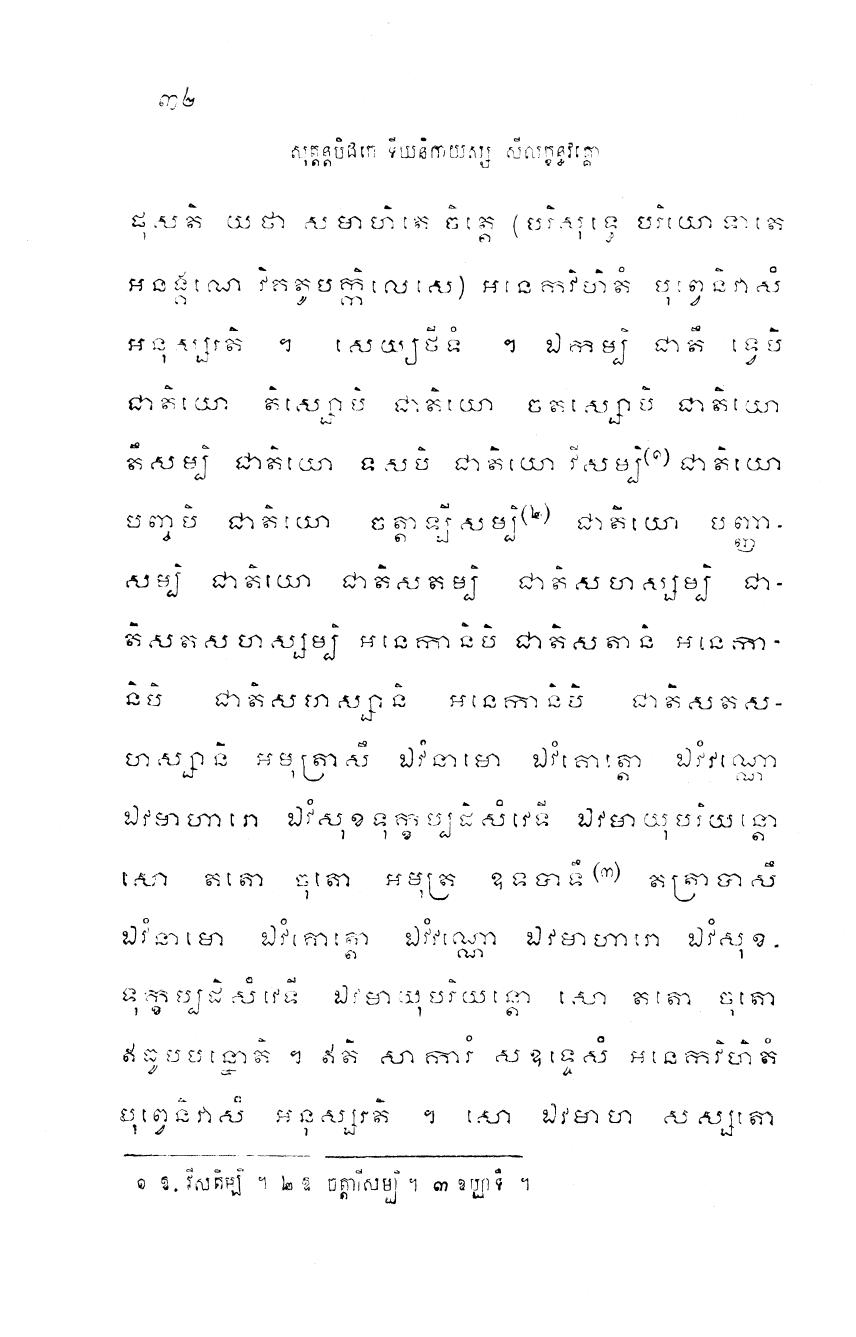 ៣២
សុត្តន្តបិដកេ ទីឃនិកាយស្ស សីលក្ខន្ធវគ្គោ
ផុសតិ យថា សមាហិតេ ចិត្តេ (បរិសុទ្ធេ បរិយោទាតេ
អនង្គណេ វិគតូបក្កិលេសេ) អនេកវិហិតំ បុព្វេនិវាសំ
អនុស្សរតិ ។ សេយ្យថីទំ ។ ឯកម្បិ ជាតឹ ទ្វេបិ
ជាតិយោ តិស្សោបិ ជាតិយោ ចតស្សោបិ ជាតិយោ
តឹសម្បិ ជាតិយោ ទសបិ ជាតិយោ វីសម្បិ(១) ជាតិយោ
បញ្ចបិ ជាតិយោ ចត្តាឡីសម្បិ(២) ជាតិយោ បញ្ញា-
សម្បិ ជាតិយោ ជាតិសតម្បិ ជាតិសហស្សម្បិ ជា-
តិសតសហស្សម្បិ អនេកានិបិ ជាតិសតានិ អនេកា-
និបិ ជាតិសហស្សានិ អនេកានិបិ ជាតិសតស-
ហស្សានិ អមុត្រាសឹ ឯវំនាមោ ឯវំគោត្តោ ឯវំវណ្ណោ
ឯវមាហារោ ឯវំសុខទុក្ខប្បដិសំវេទី ឯវមាយុបរិយន្តោ
សោ តតោ ចុតោ អមុត្រ ឧទបាទឹ(៣) តត្រាបាសឹ
ឯវំនាមោ ឯវំគោត្តោ ឯវំវណ្ណោ ឯវមាហារោ ឯវំសុខ-
ទុក្ខប្បដិសំវេទី ឯវមាយុបរិយន្តោ សោ តតោ ចុតោ
ឥធូបបន្នោតិ ។ ឥតិ សាការំ សឧទ្ទេសំ អនេកវិហិតំ
បុព្វេនិវាសំ អនុស្សរតិ ។ សោ ឯវមាហ សស្សតោ
១ ឱ. វីសតិម្បិ ។ ២ ឱ ចត្តារីសម្បិ ។ ៣ ឧប្បាទឹ ។